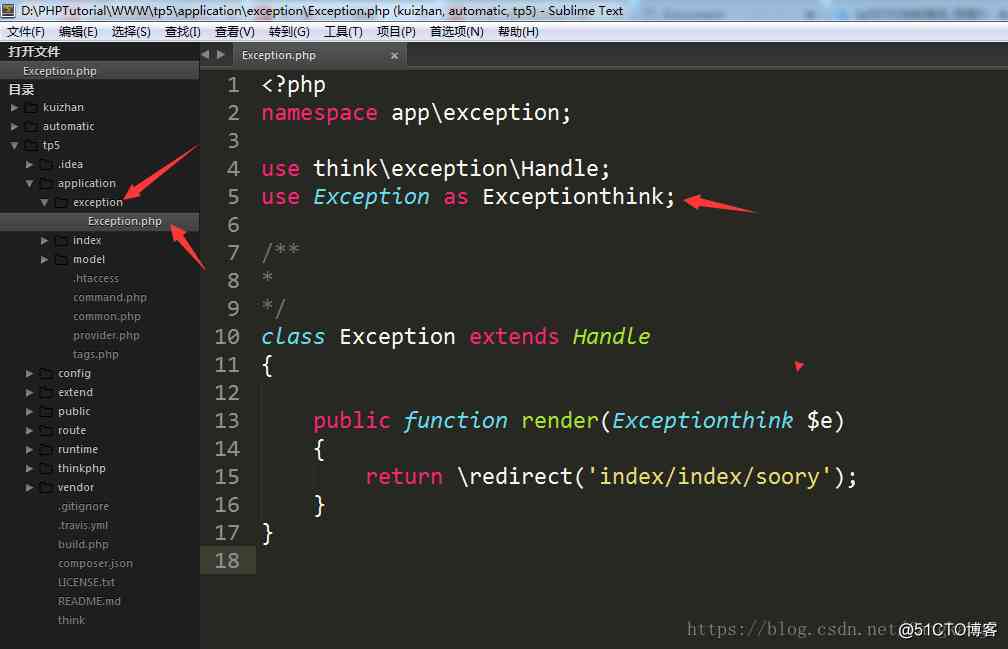 D:\PHPTutorial\WWW\tp5\application\exception\Exception.php (kuizhan, automatic, tp5) - Sublime Text
文件(F) 编辑(E) 选择(S) 查找(I) 查看(V) 转到(G) 工具(T) 项目(P) 首选项(N) 帮助(H)
打开文件
Exception.php
目录
kuizhan
automatic
tp5
.idea
application
exception
Exception.php
index
model
.htaccess
command.php
common.php
provider.php
tags.php
config
extend
public
route
runtime
thinkphp
vendor
.gitignore
.travis.yml
build.php
composer.json
LICENSE.txt
README.md
think
Exception.php ×
1 <?php
2 namespace app\exception;
3
4 use think\exception\Handle;
5 use Exception as Exceptionthink;
6
7 /**
8 *
9 */
10 class Exception extends Handle
11 {
12
13 public function render(Exceptionthink $e)
14 {
15 return \redirect('index/index/soory');
16 }
17 }
18
https://blog.csdn.net/
@51CTO博客